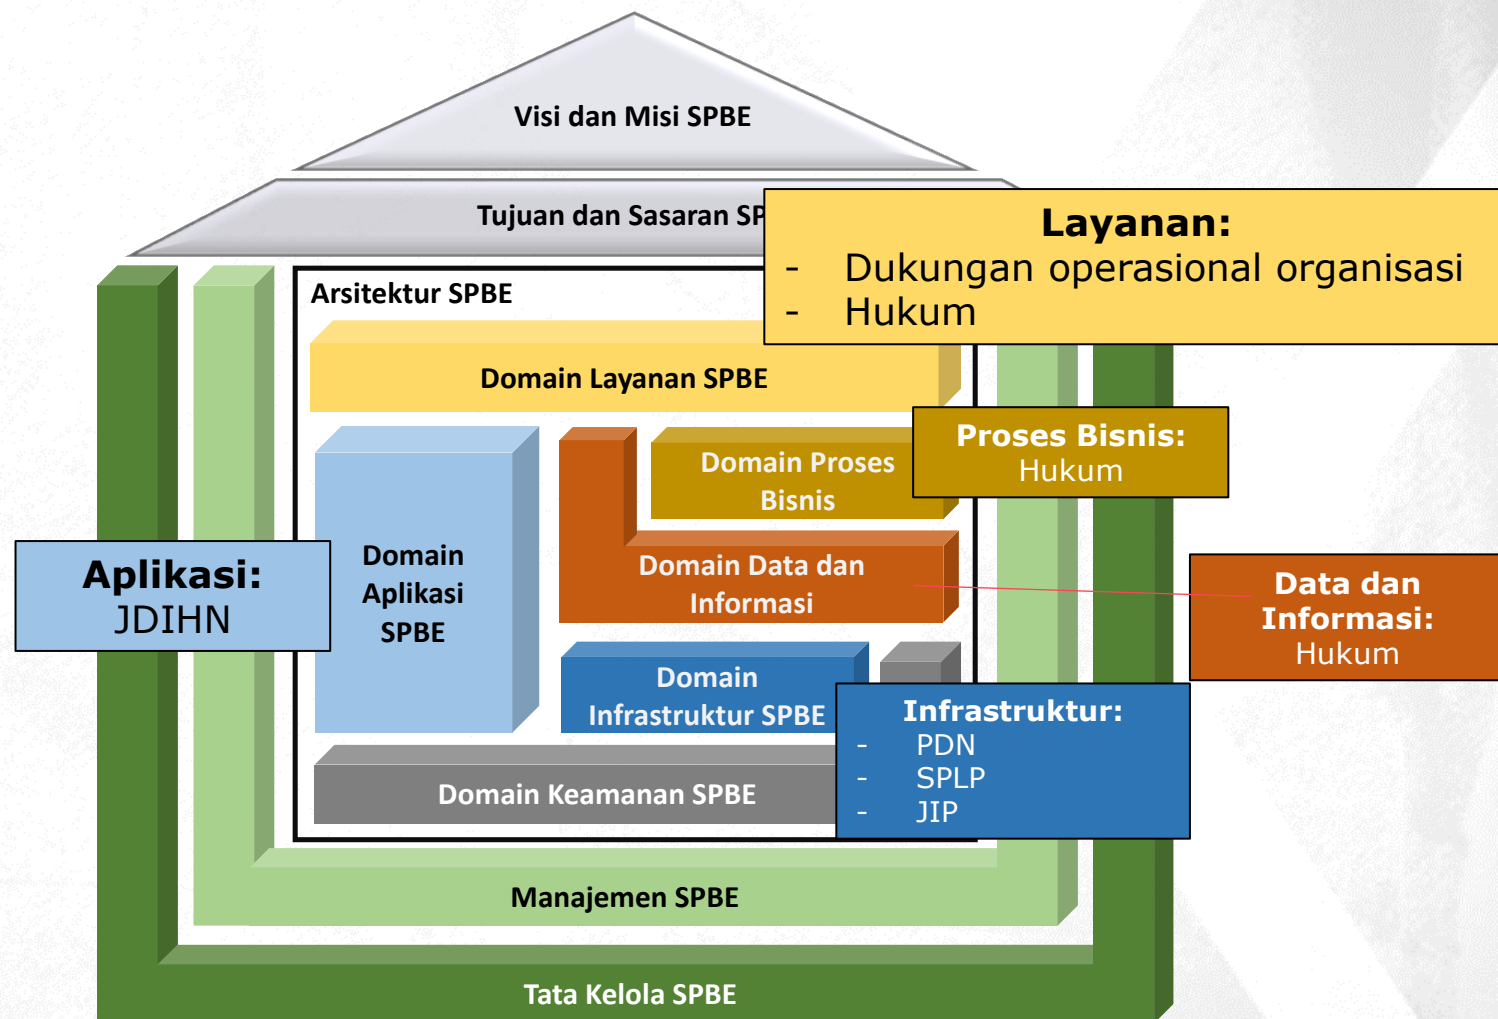 Visi dan Misi SPBE
Tujuan dan Sasaran SP
Layanan:
- Dukungan operasional organisasi
- Hukum
Arsitektur SPBE
Domain Layanan SPBE
Proses Bisnis:
Hukum
Domain Proses
Bisnis
Aplikasi:
JDIHN
Domain
Aplikasi
SPBE
Domain Data dan
Informasi
Data dan
Informasi:
Hukum
Domain
Infrastruktur SPBE
Infrastruktur:
- PDN
- SPLP
- JIP
Domain Keamanan SPBE
Manajemen SPBE
Tata Kelola SPBE